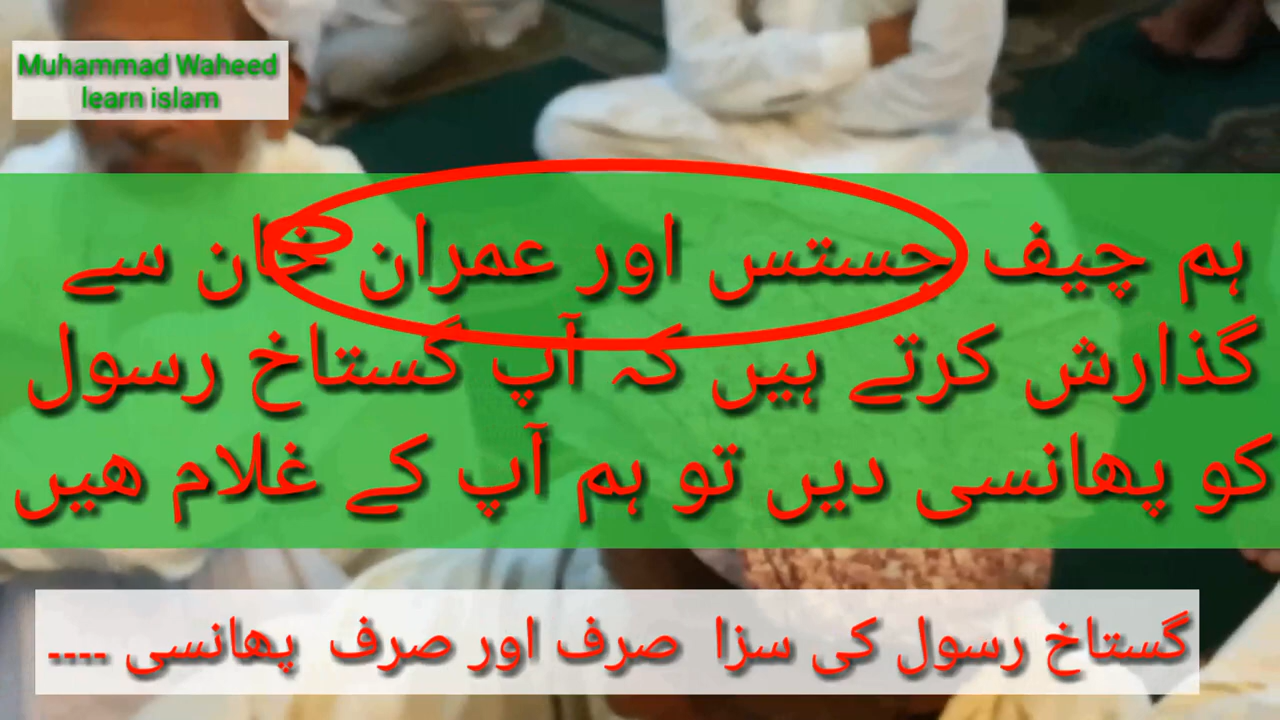 Muhammad Waheed
learn islam
ہم چیف جستس اور عمران خان سے
گذارش کرتے ہیں کہ آپ گستاخ رسول
کو پھانسی دیں تو ہم آپ کے غلام ھیں
گستاخ رسول کی سزا صرف اور صرف پھانسی ----